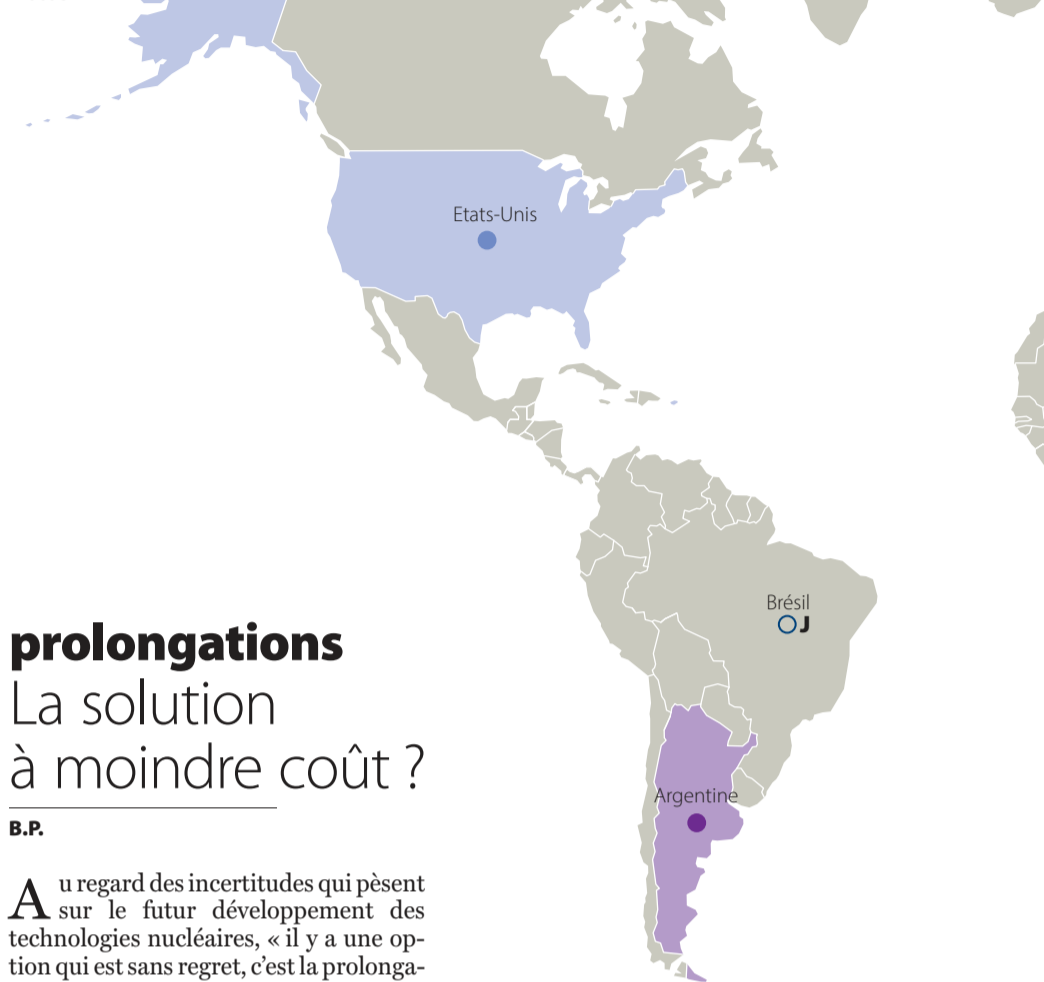 Etats-Unis
Brésil
J
Argentine
prolongations
La solution
à moindre coût ?
B.P.
Au regard des incertitudes qui pèsent
sur le futur développement des
technologies nucléaires, « il y a une op-
tion qui est sans regret, c’est la prolonga-